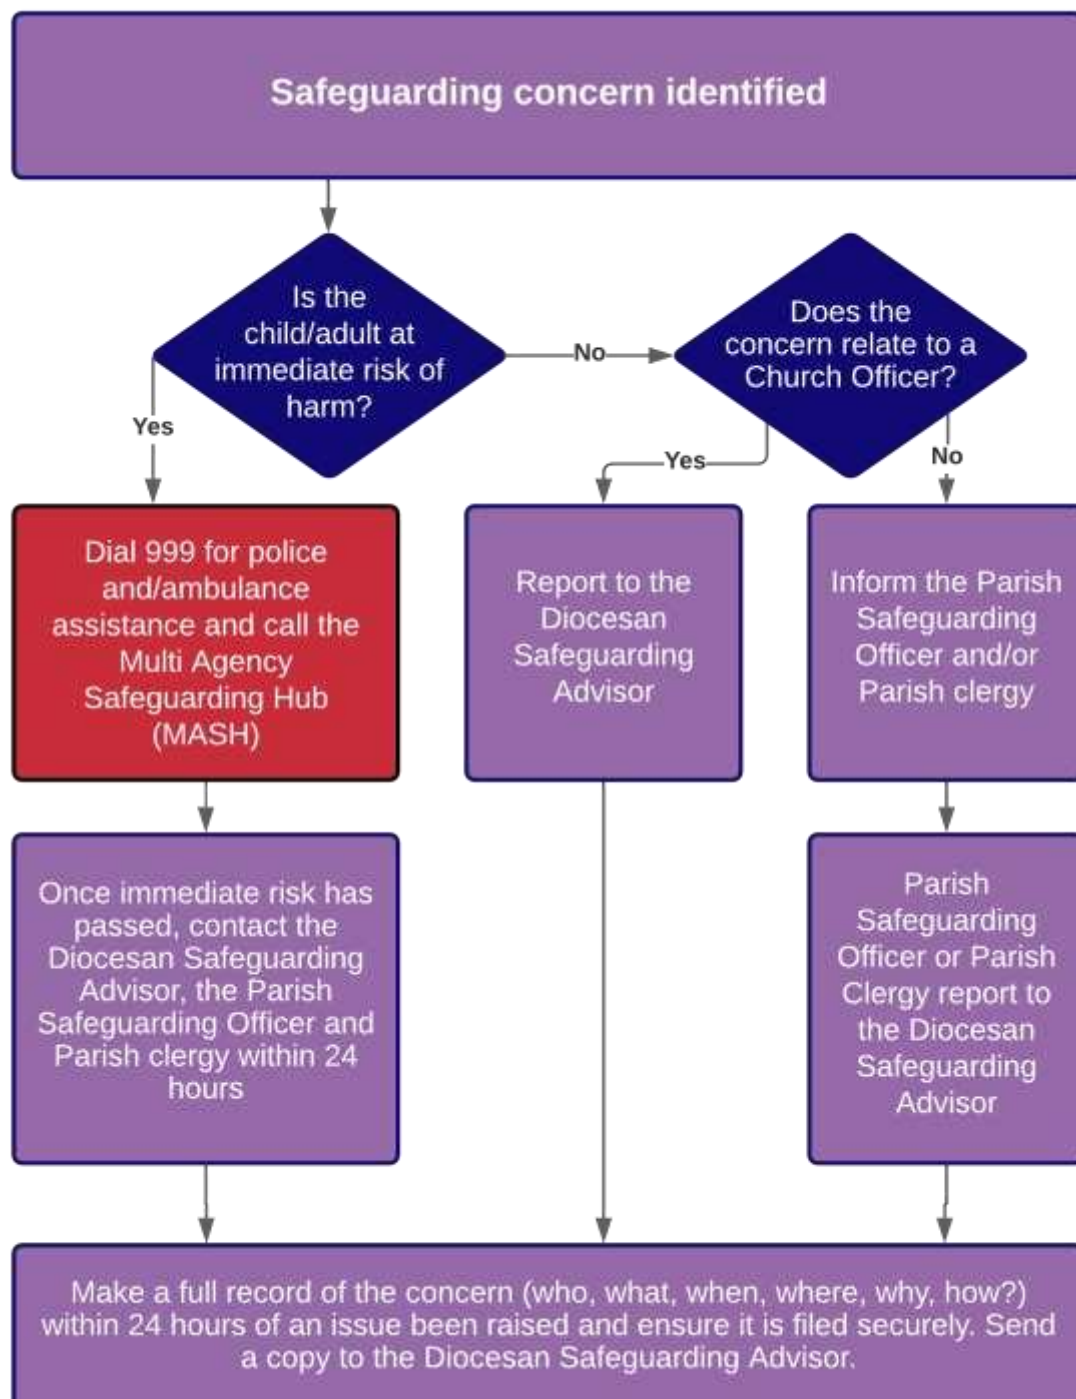 Safeguarding concern identified
Is the
child/adult at
immediate risk of
harm?
No
Does the
concern relate to a
Church Officer?
Yes
Yes
No
Dial 999 for police
and/ambulance
assistance and call the
Multi Agency
Safeguarding Hub
(MASH)
Report to the
Diocesan
Safeguarding
Advisor
Inform the Parish
Safeguarding
Officer and/or
Parish clergy
Once immediate risk has
passed, contact the
Diocesan Safeguarding
Advisor, the Parish
Safeguarding Officer and
Parish clergy within 24
hours
Parish
Safeguarding
Officer or Parish
Clergy report to
the Diocesan
Safeguarding
Advisor
Make a full record of the concern (who, what, when, where, why, how?)
within 24 hours of an issue been raised and ensure it is filed securely. Send
a copy to the Diocesan Safeguarding Advisor.